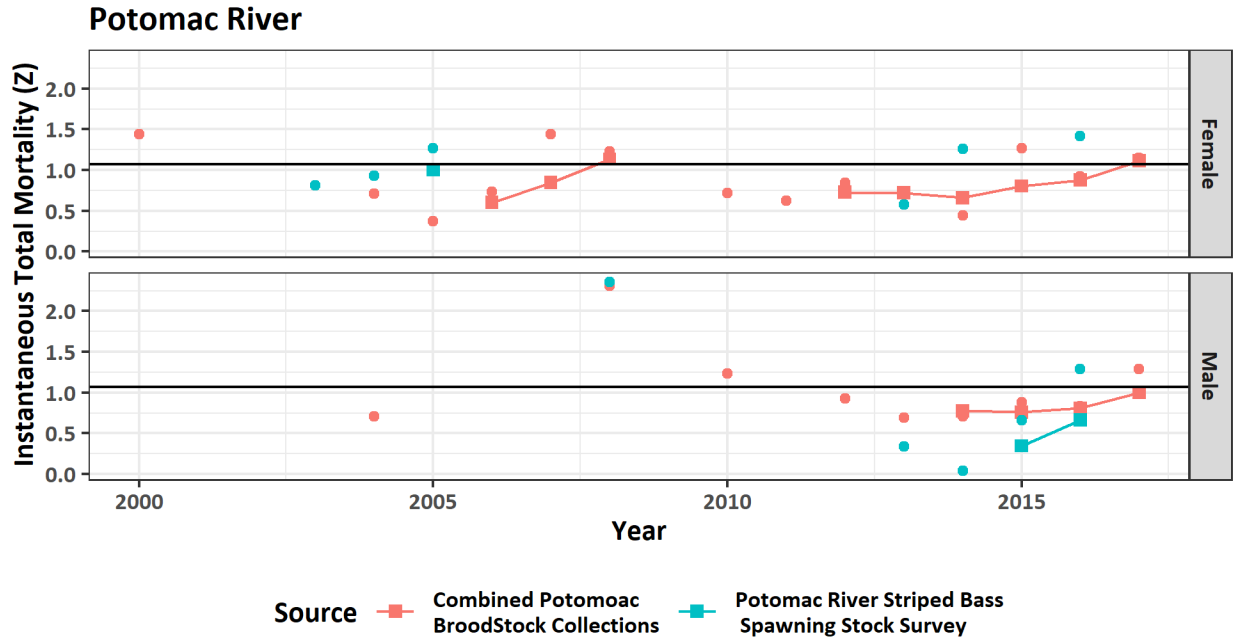 Potomac River
Instantaneous Total Mortality (Z)
2.0
1.5
1.0
0.5
0.0
Female
2.0
1.5
1.0
0.5
0.0
Male
2000 2005 2010 2015
Year
Source
Combined Potomoac
BroodStock Collections
Potomac River Striped Bass
Spawning Stock Survey